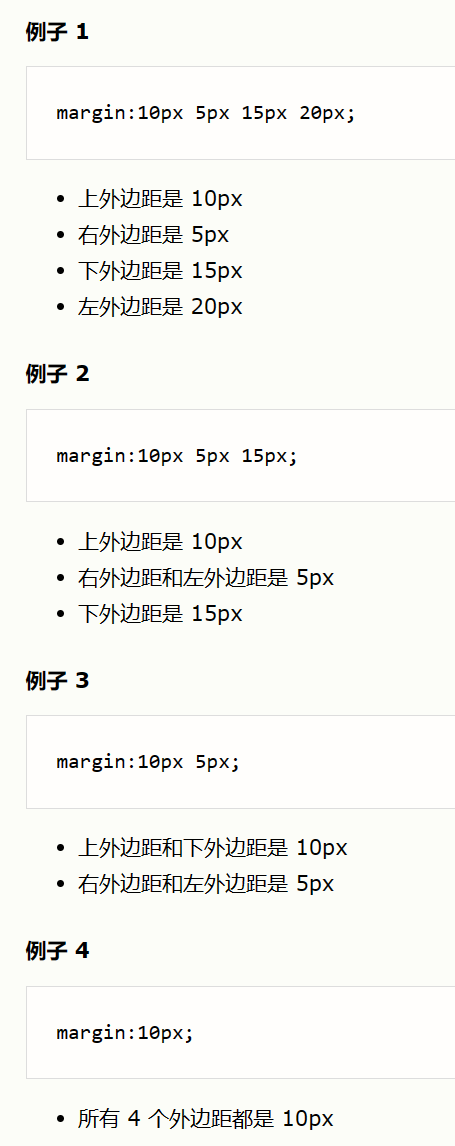 例子 1
margin:10px 5px 15px 20px;
上外边距是 10px
右外边距是 5px
下外边距是 15px
左外边距是 20px
例子 2
margin:10px 5px 15px;
上外边距是 10px
右外边距和左外边距是 5px
下外边距是 15px
例子 3
margin:10px 5px;
上外边距和下外边距是 10px
右外边距和左外边距是 5px
例子 4
margin:10px;
所有 4 个外边距都是 10px